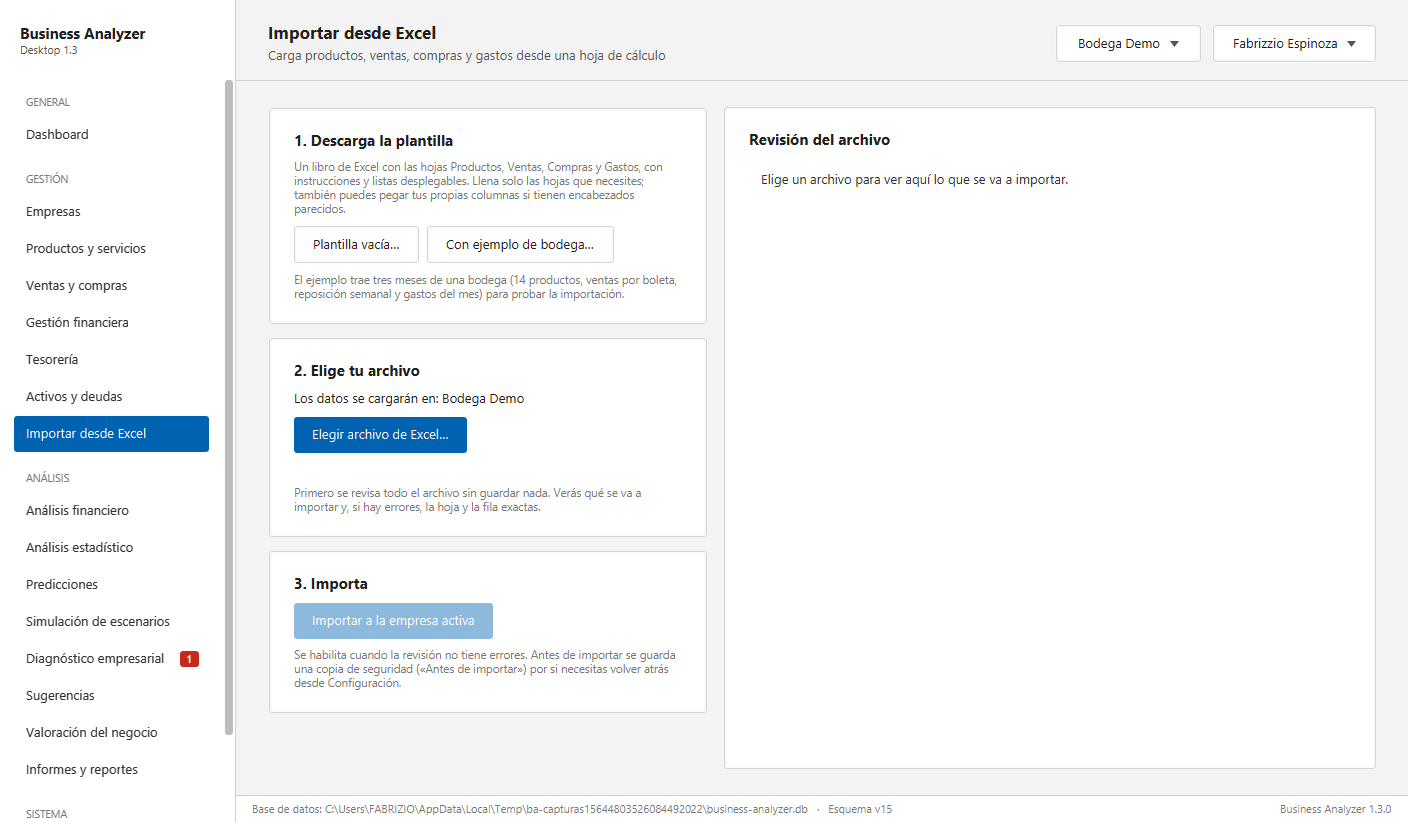 Business Analyzer
Desktop 1.3
GENERAL
Dashboard
GESTIÓN
Empresas
Productos y servicios
Ventas y compras
Gestión financiera
Tesorería
Activos y deudas
Importar desde Excel
ANÁLISIS
Análisis financiero
Análisis estadístico
Predicciones
Simulación de escenarios
Diagnóstico empresarial 1
Sugerencias
Valoración del negocio
Informes y reportes
SISTEMA
Importar desde Excel
Carga productos, ventas, compras y gastos desde una hoja de cálculo
Bodega Demo
Fabrizzio Espinoza
1. Descarga la plantilla
Un libro de Excel con las hojas Productos, Ventas, Compras y Gastos, con
instrucciones y listas desplegables. Llena solo las hojas que necesites;
también puedes pegar tus propias columnas si tienen encabezados
parecidos.
Plantilla vacía...
Con ejemplo de bodega...
El ejemplo trae tres meses de una bodega (14 productos, ventas por boleta,
reposición semanal y gastos del mes) para probar la importación.
2. Elige tu archivo
Los datos se cargarán en: Bodega Demo
Elegir archivo de Excel...
Primero se revisa todo el archivo sin guardar nada. Verás qué se va a
importar y, si hay errores, la hoja y la fila exactas.
3. Importa
Importar a la empresa activa
Se habilita cuando la revisión no tiene errores. Antes de importar se guarda
una copia de seguridad («Antes de importar») por si necesitas volver atrás
desde Configuración.
Revisión del archivo
Elige un archivo para ver aquí lo que se va a importar.
Base de datos: C:\Users\FABRIZIO\AppData\Local\Temp\ba-capturas15644803526084492022\business-analyzer.db · Esquema v15
Business Analyzer 1.3.0